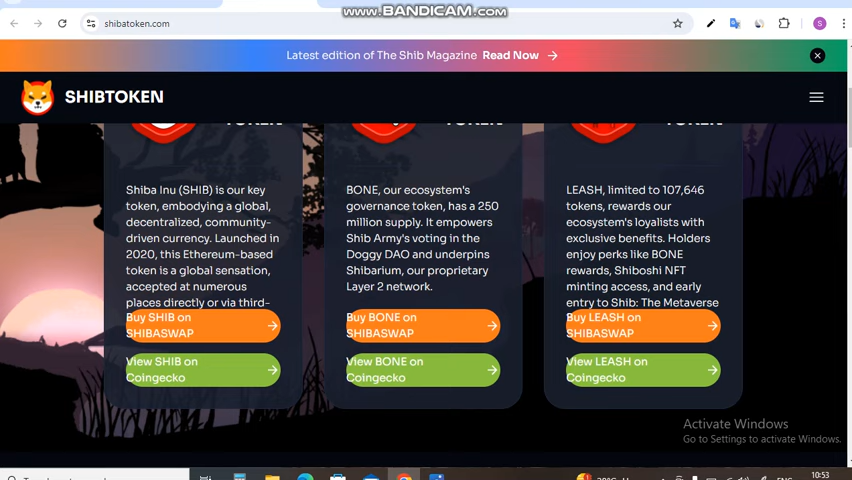 www.BANDICAM.com
shibatoken.com
S
Latest edition of The Shib Magazine Read Now →
SHIBTOKEN
TOKEN
TOKEN
TOKEN
Shiba Inu (SHIB) is our key
token, embodying a global,
decentralized, community-
driven currency. Launched in
2020, this Ethereum-based
token is a global sensation,
accepted at numerous
places directly or via third-
Buy SHIB on
SHIBASWAP
View SHIB on
Coingecko
BONE, our ecosystem's
governance token, has a 250
million supply. It empowers
Shib Army's voting in the
Doggy DAO and underpins
Shibarium, our proprietary
Layer 2 network.
Buy BONE on
SHIBASWAP
View BONE on
Coingecko
LEASH, limited to 107,646
tokens, rewards our
ecosystem's loyalists with
exclusive benefits. Holders
enjoy perks like BONE
rewards, Shiboshi NFT
minting access, and early
entry to Shib: The Metaverse
Buy LEASH on
SHIBASWAP
View LEASH on
Coingecko
Activate Windows
Go to Settings to activate Windows.
10:53